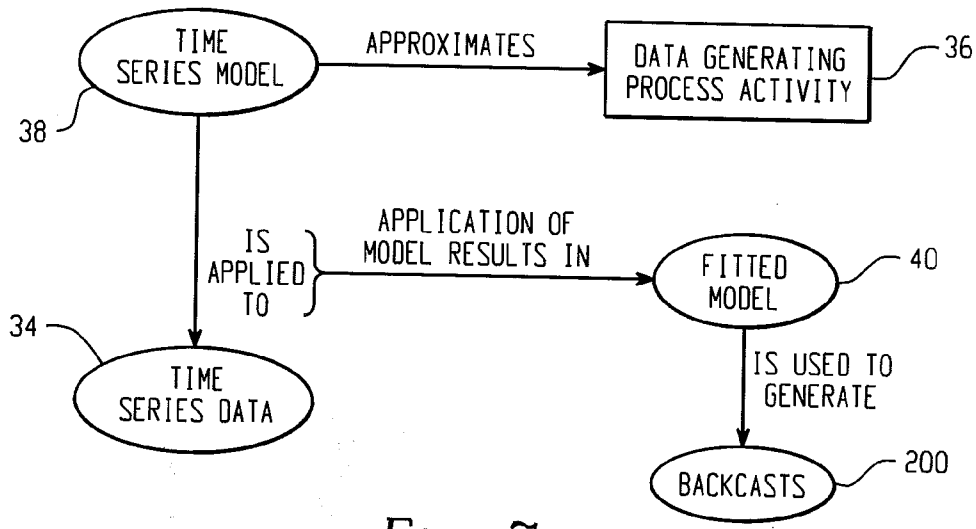 TIME
SERIES MODEL
APPROXIMATES
DATA GENERATING
PROCESS ACTIVITY
36
38
IS
APPLIED
TO
APPLICATION OF
MODEL RESULTS IN
FITTED
MODEL
40
34
TIME
SERIES DATA
IS USED TO
GENERATE
BACKCASTS
200